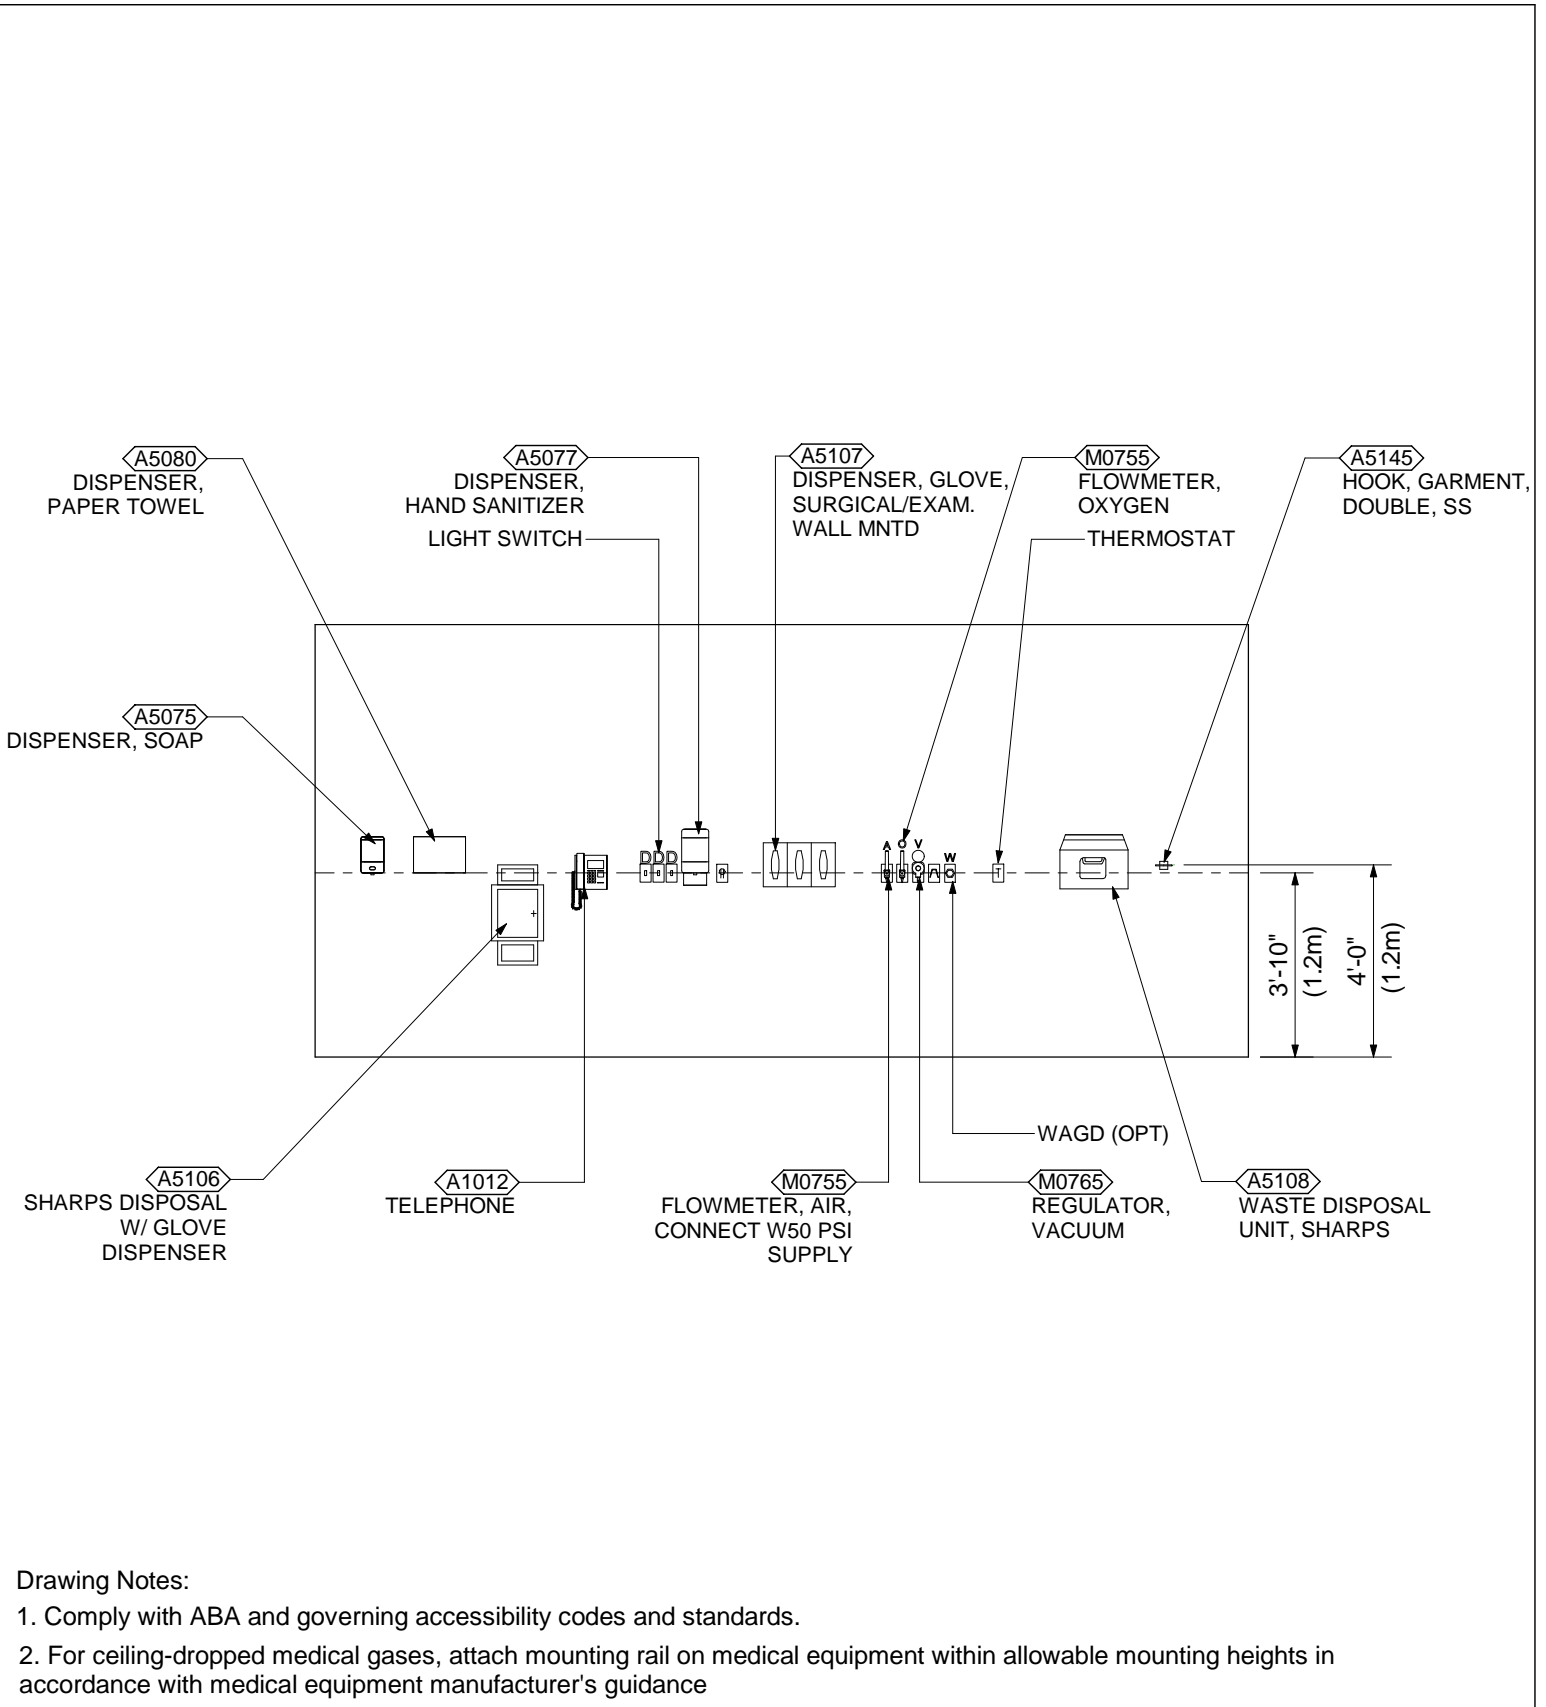 A5080
DISPENSER,
PAPER TOWEL
A5077
DISPENSER,
HAND SANITIZER
LIGHT SWITCH
A5107
DISPENSER, GLOVE,
SURGICAL/EXAM.
WALL MNTD
M0755
FLOWMETER,
OXYGEN
THERMOSTAT
A5145
HOOK, GARMENT,
DOUBLE, SS
A5075
DISPENSER, SOAP
D D D
A O V W
T
3'-10"
(1.2m)
4'-0"
(1.2m)
WAGD (OPT)
A5106
SHARPS DISPOSAL
W/ GLOVE
DISPENSER
A1012
TELEPHONE
M0755
FLOWMETER, AIR,
CONNECT W50 PSI
SUPPLY
M0765
REGULATOR,
VACUUM
A5108
WASTE DISPOSAL
UNIT, SHARPS
Drawing Notes:
1. Comply with ABA and governing accessibility codes and standards.
2. For ceiling-dropped medical gases, attach mounting rail on medical equipment within allowable mounting heights in
accordance with medical equipment manufacturer's guidance